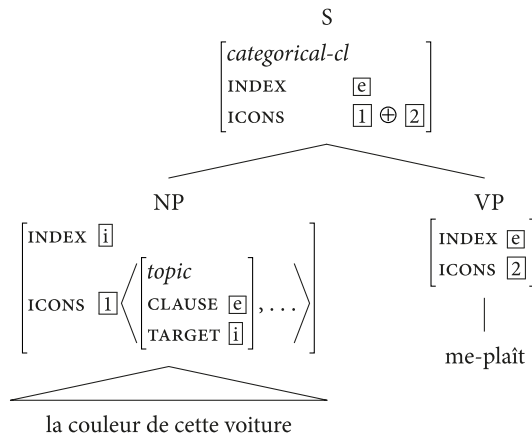 S
categorical-cl
INDEX e
ICONS 1 ⊕ 2
NP
INDEX i
ICONS 1
topic
CLAUSE e
TARGET i
, . . .
VP
INDEX e
ICONS 2
me-plaît
la couleur de cette voiture